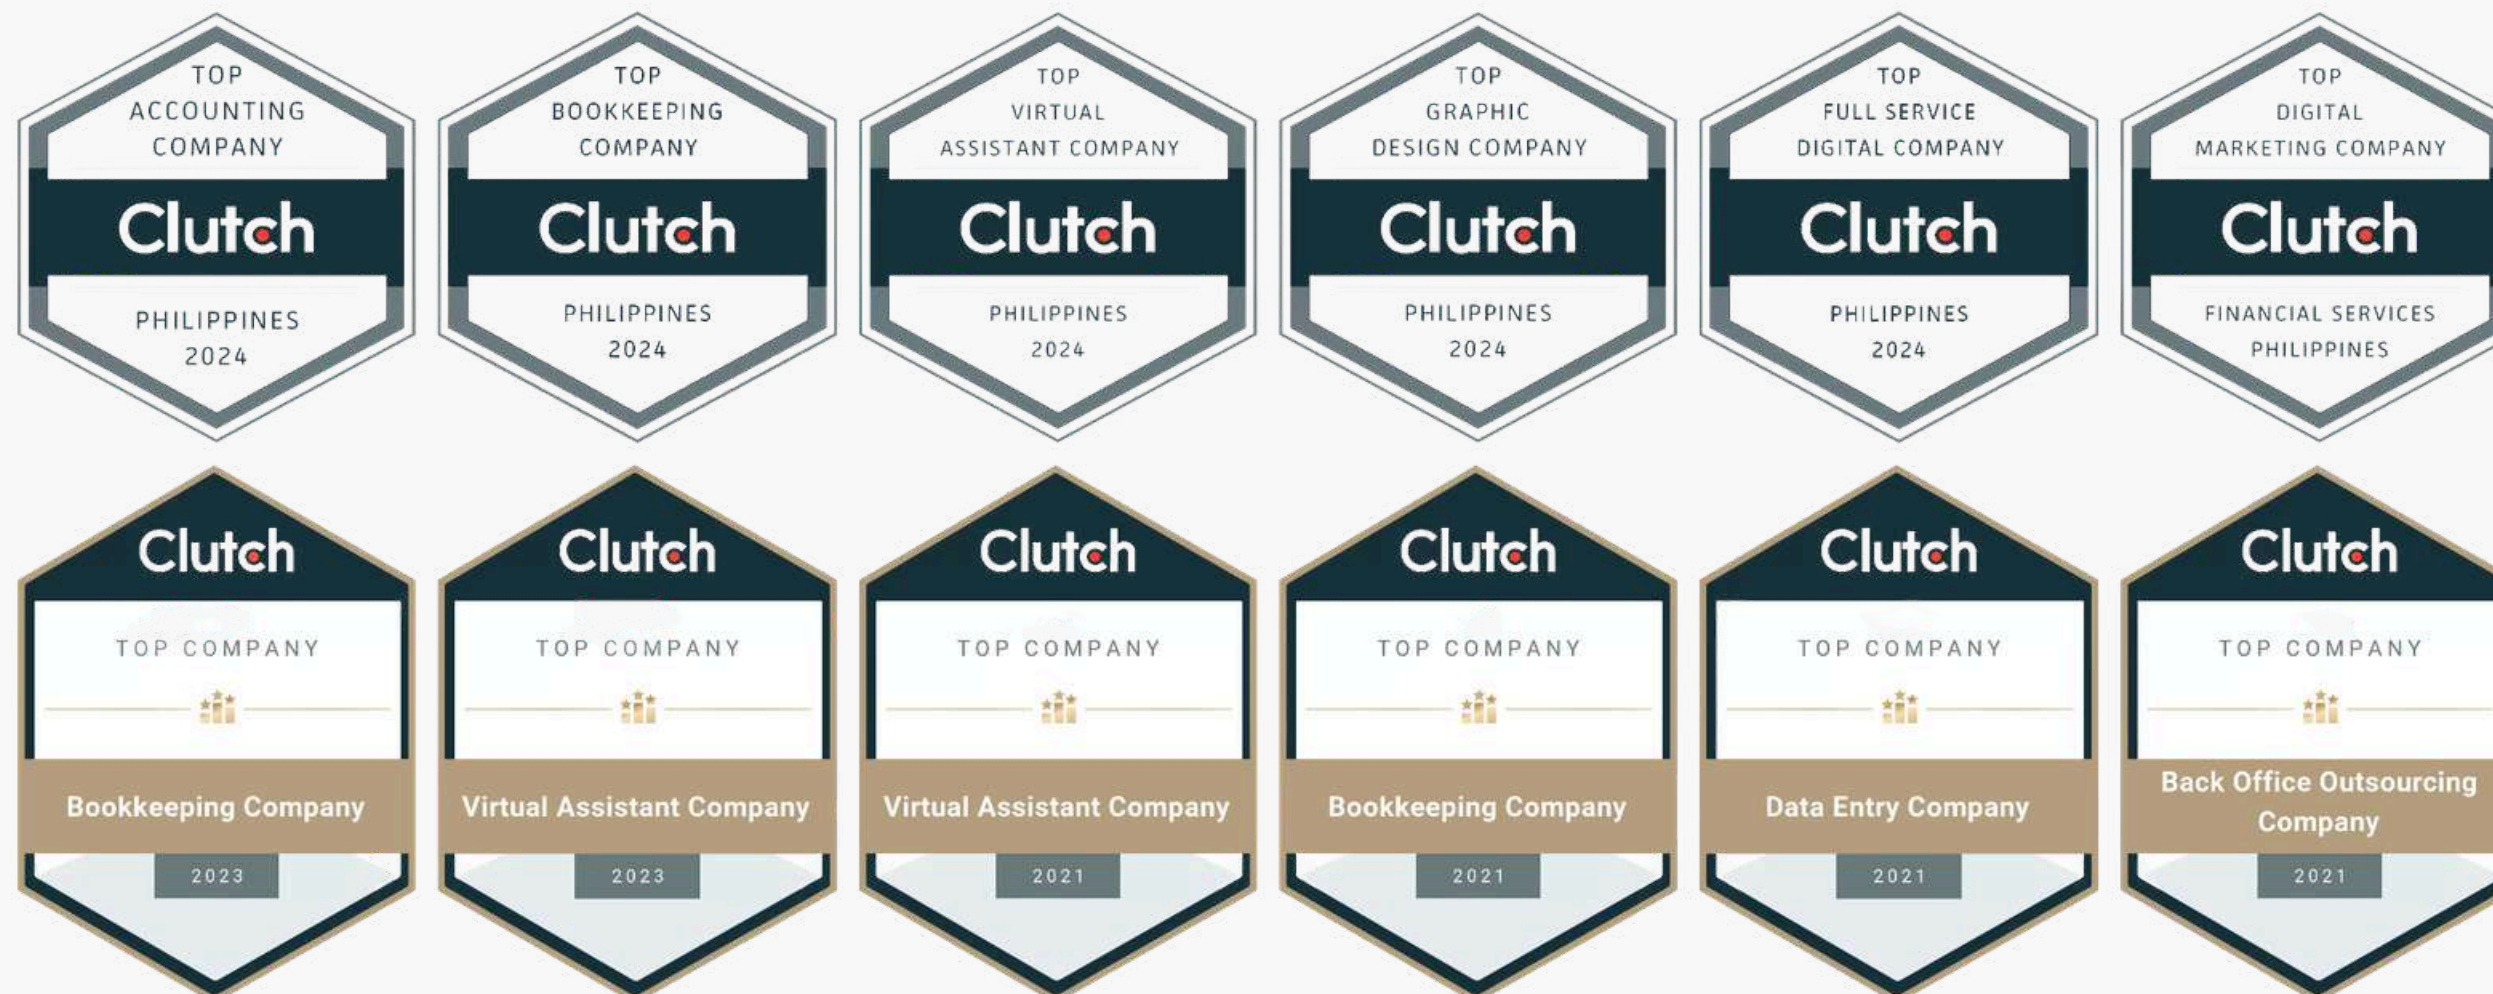 TOP
ACCOUNTING
COMPANY
Clutch
PHILIPPINES
2024
TOP
BOOKKEEPING
COMPANY
Clutch
PHILIPPINES
2024
TOP
VIRTUAL
ASSISTANT COMPANY
Clutch
PHILIPPINES
2024
TOP
GRAPHIC
DESIGN COMPANY
Clutch
PHILIPPINES
2024
TOP
FULL SERVICE
DIGITAL COMPANY
Clutch
PHILIPPINES
2024
TOP
DIGITAL
MARKETING COMPANY
Clutch
FINANCIAL SERVICES
PHILIPPINES
Clutch
TOP COMPANY
Bookkeeping Company
2023
Clutch
TOP COMPANY
Virtual Assistant Company
2023
Clutch
TOP COMPANY
Virtual Assistant Company
2021
Clutch
TOP COMPANY
Bookkeeping Company
2021
Clutch
TOP COMPANY
Data Entry Company
2021
Clutch
TOP COMPANY
Back Office Outsourcing
Company
2021